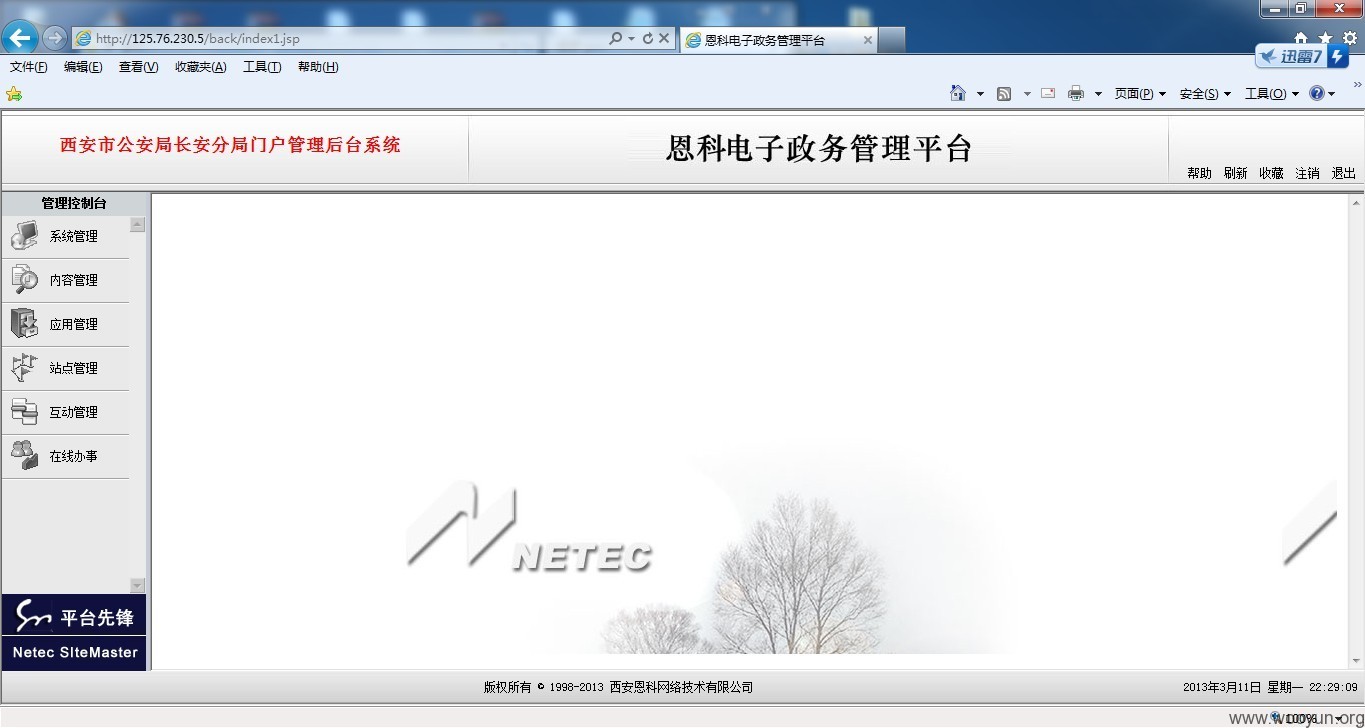 http://125.76.230.5/back/index1.jsp
恩科电子政务管理平台
迅雷7
文件(F) 编辑(E) 查看(V) 收藏夹(A) 工具(T) 帮助(H)
页面(P) 安全(S) 工具(O)
西安市公安局长安分局门户管理后台系统
恩科电子政务管理平台
帮助 刷新 收藏 注销 退出
管理控制台
系统管理
内容管理
应用管理
站点管理
互动管理
在线办事
NETEC
平台先锋
Netec SIteMaster
版权所有 © 1998-2013 西安恩科网络技术有限公司
2013年3月11日 星期一 22:29:09
100%
www.wooyun.org